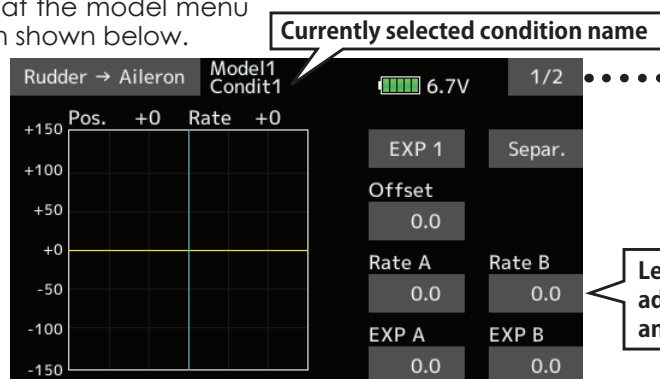 at the model menu
n shown below.
Currently selected condition name
Rudder → Aileron
Model1
Condit1
6.7V
1/2
Pos. +0 Rate +0
+150
+100
+50
+0
-50
-100
-150
EXP 1 Separ.
Offset
0.0
Rate A Rate B
0.0 0.0
EXP A EXP B
0.0 0.0
Le
ad
an